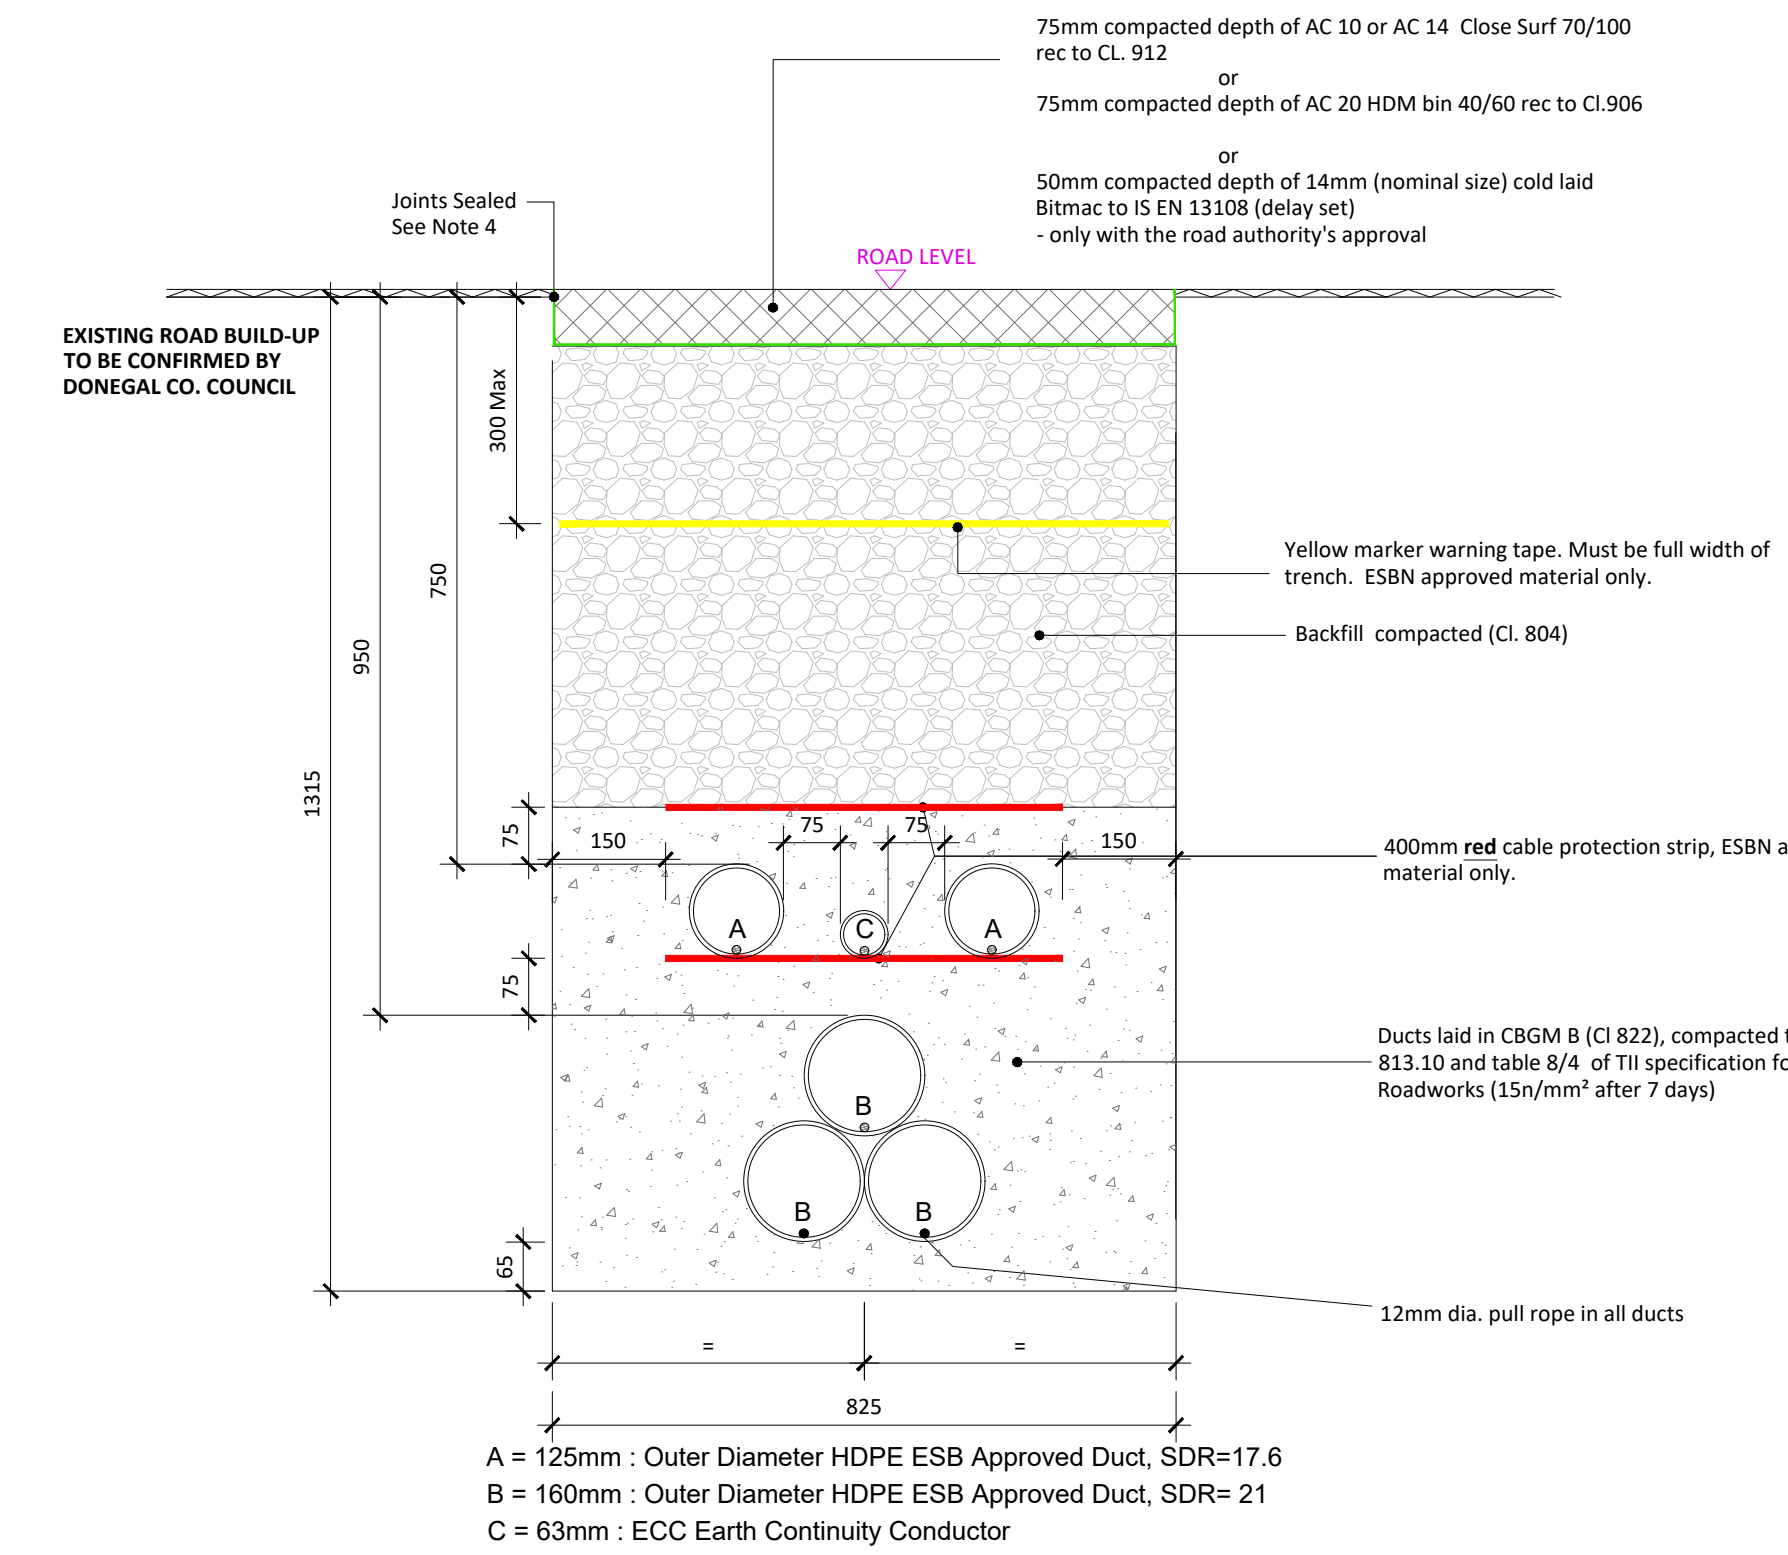 75mm compacted depth of AC 10 or AC 14 Close Surf 70/100
rec to CL. 912
or
75mm compacted depth of AC 20 HDM bin 40/60 rec to Cl.906
or
50mm compacted depth of 14mm (nominal size) cold laid
Bitmac to IS EN 13108 (delay set)
- only with the road authority's approval
Joints Sealed
See Note 4
ROAD LEVEL
EXISTING ROAD BUILD-UP
TO BE CONFIRMED BY
DONEGAL CO. COUNCIL
300 Max
750
950
1315
Yellow marker warning tape. Must be full width of
trench. ESBN approved material only.
Backfill compacted (Cl. 804)
75
150
75
75
150
400mm red cable protection strip, ESBN a
material only.
A
C
A
75
Ducts laid in CBGM B (Cl 822), compacted t
813.10 and table 8/4 of TII specification fo
Roadworks (15n/mm² after 7 days)
B
B
B
65
12mm dia. pull rope in all ducts
=
=
825
A = 125mm : Outer Diameter HDPE ESB Approved Duct, SDR=17.6
B = 160mm : Outer Diameter HDPE ESB Approved Duct, SDR= 21
C = 63mm : ECC Earth Continuity Conductor